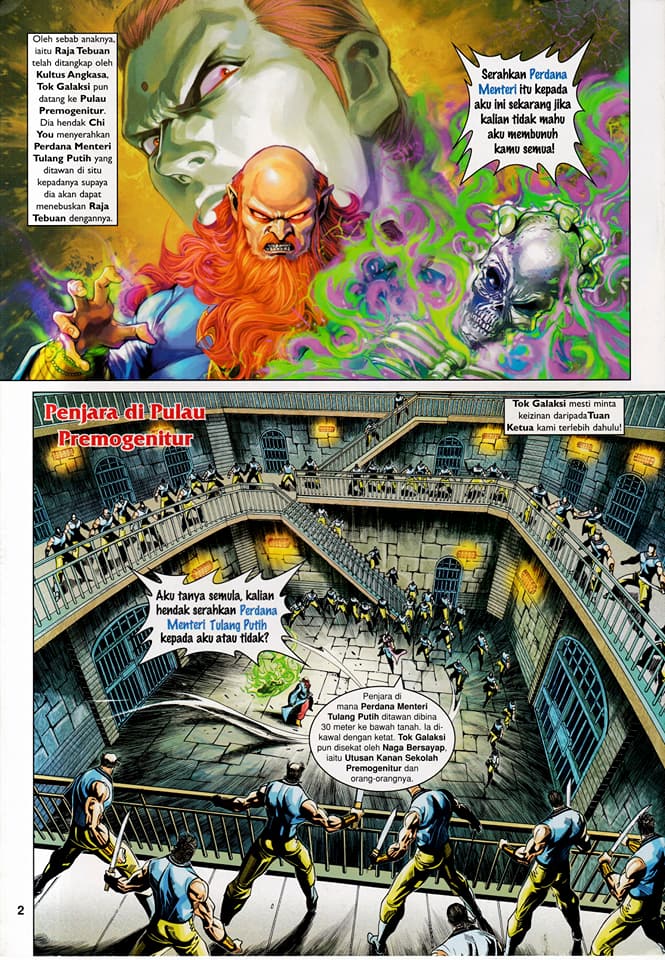 Oleh sebab anaknya,
iaitu Raja Tebuan
telah ditangkap oleh
Kultus Angkasa,
Tok Galaksi pun
datang ke Pulau
Premogenitur.
Dia hendak Chi
You menyerahkan
Perdana Menteri
Tulang Putih yang
ditawan di situ
kepadanya supaya
dia akan dapat
menebuskan Raja
Tebuan dengannya.
Serahkan Perdana
Menteri itu kepada
aku ini sekarang jika
kalian tidak mahu
aku membunuh
kamu semua!
Penjara di Pulau
Premogenitur
Tok Galaksi mesti minta
keizinan daripadaTuan
Ketua kami terlebih dahulu!
Aku tanya semula, kalian
hendak serahkan Perdana
Menteri Tulang Putih
kepada aku atau tidak?
Penjara di
mana Perdana Menteri
Tulang Putih ditawan dibina
30 meter ke bawah tanah. Ia di-
kawal dengan ketat. Tok Galaksi
pun disekat oleh Naga Bersayap,
iaitu Utusan Kanan Sekolah
Premogenitur dan
orang-orangnya.
2